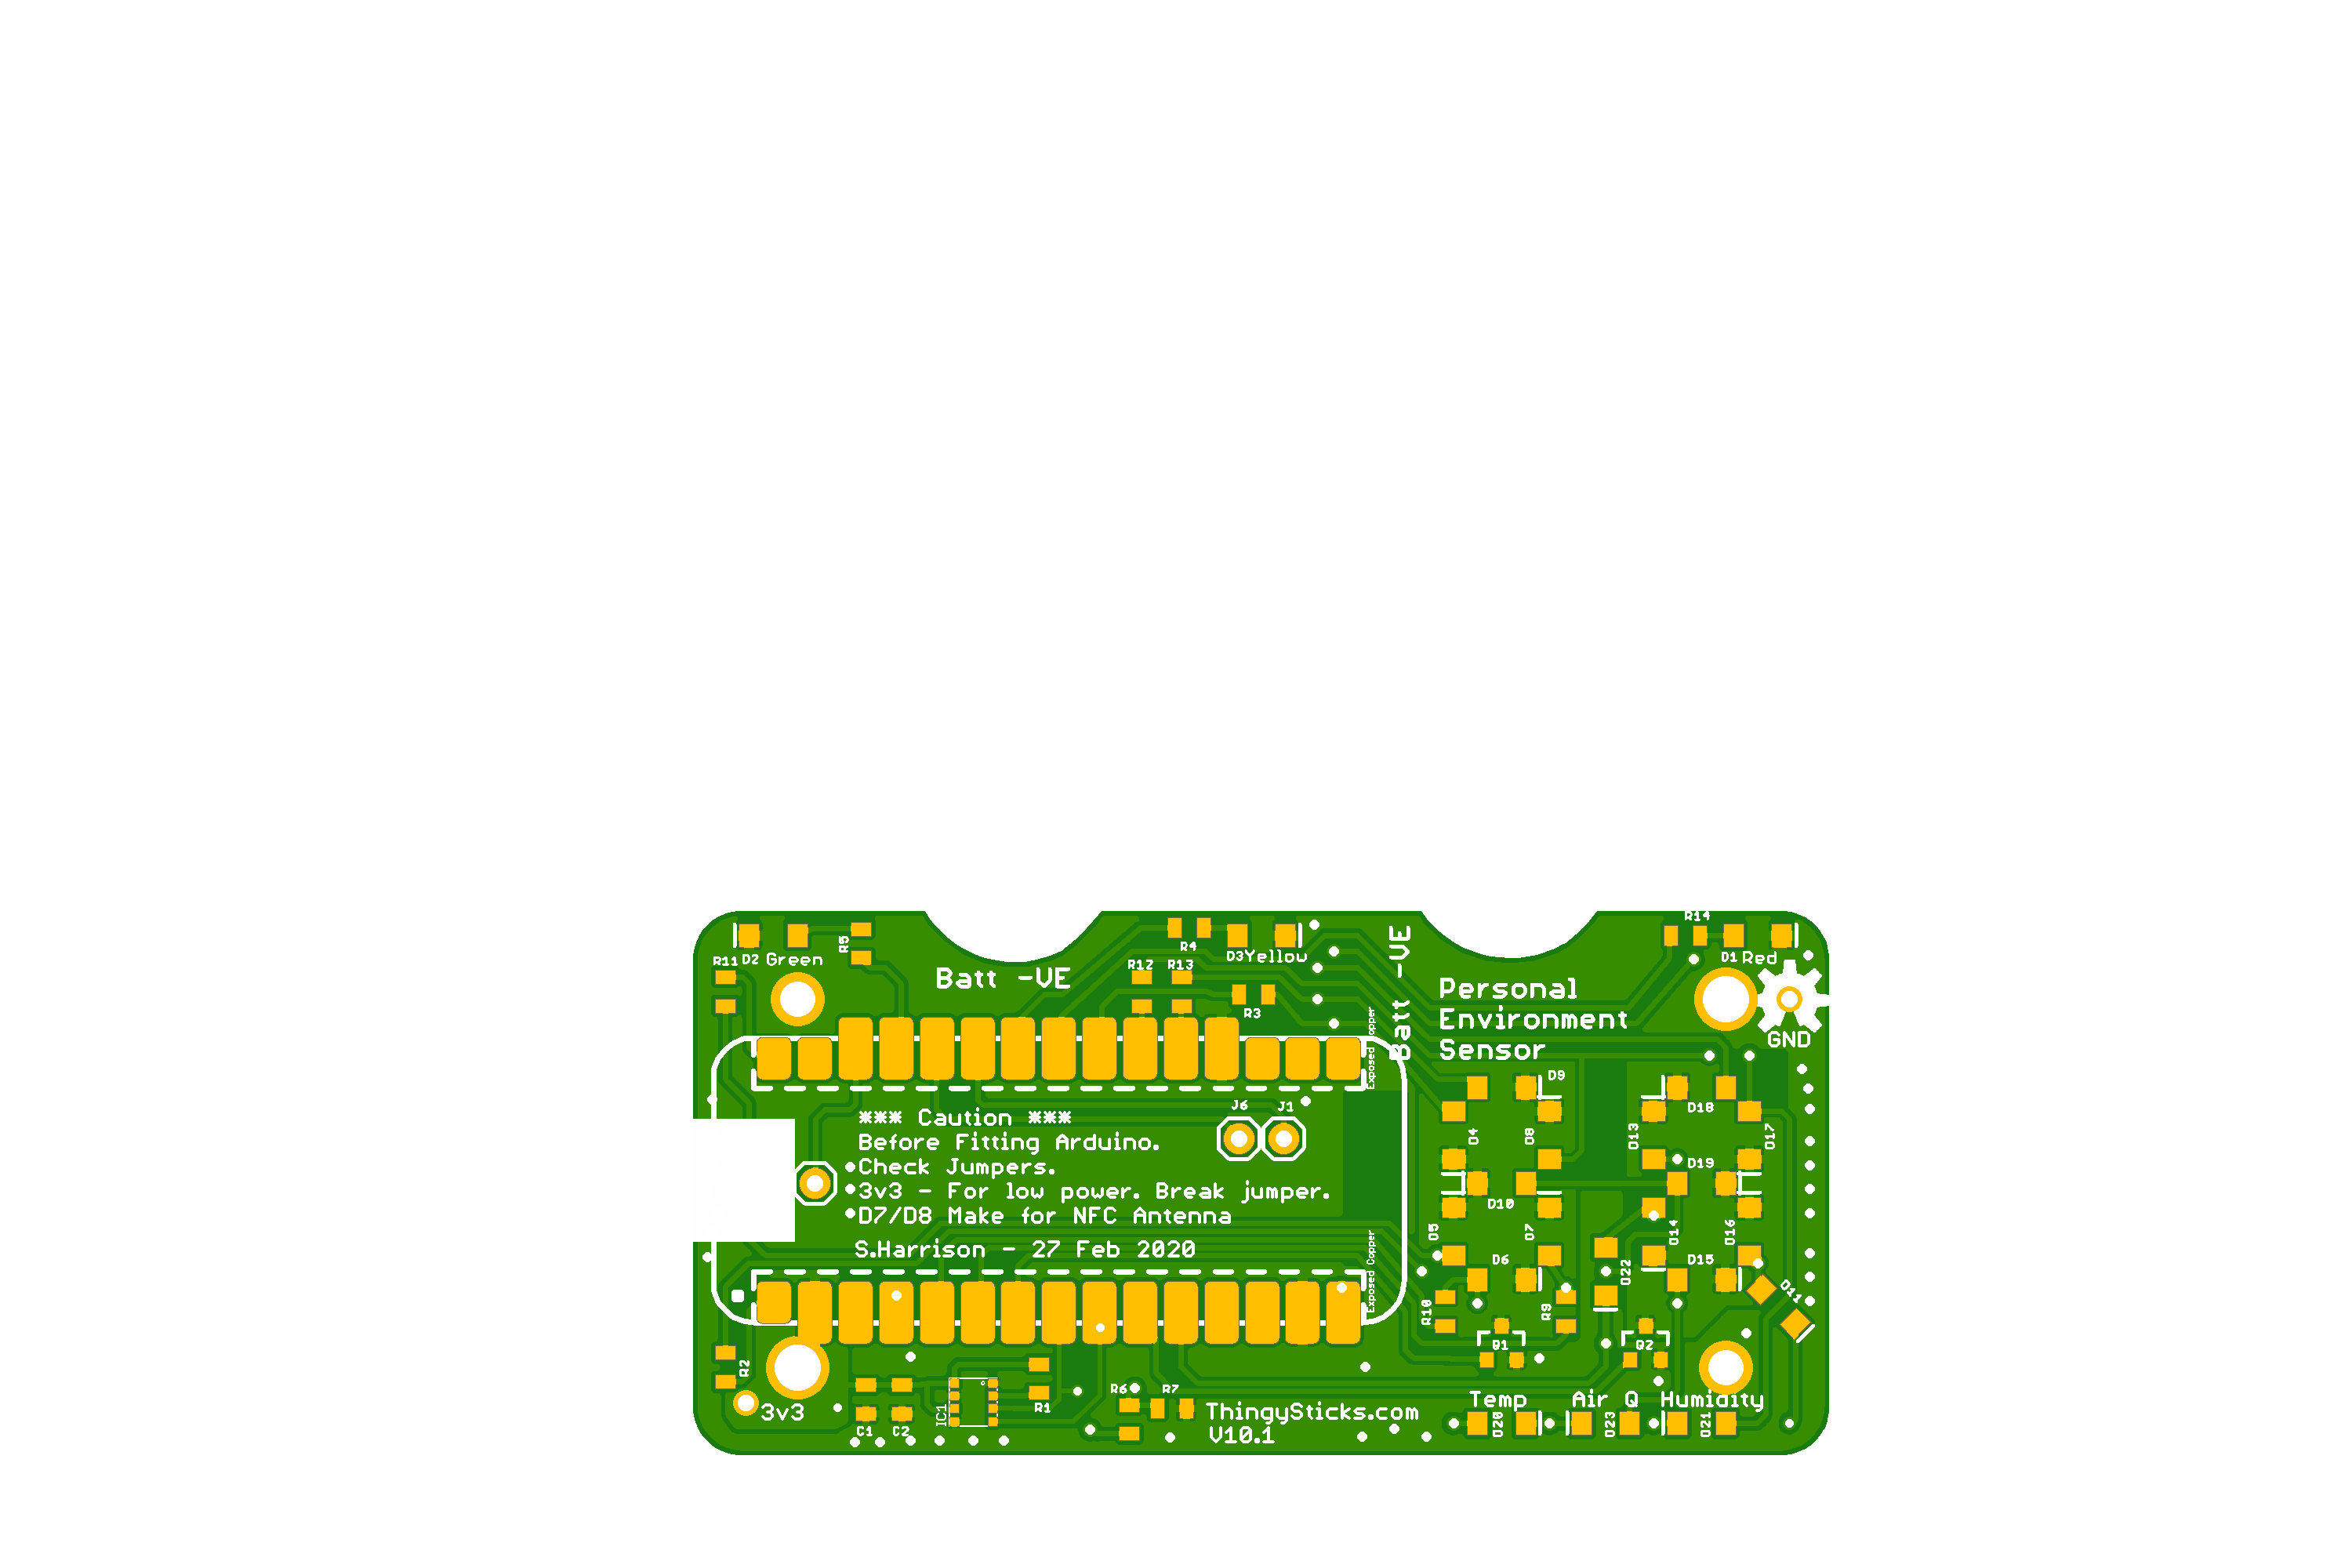 R14
R5
R4
R11 D2 Green
D3 Yellow
D1 Red
Batt -VE
R12 R13
Batt -VE
Personal
Environment
Sensor
R3
GND
Exposed Copper
D9
J6 J1
D18
*** Caution ***
Before Fitting Arduino.
Check Jumpers.
3v3 - For low power. Break jumper.
D7/D8 Make for NFC Antenna
S.Harrison - 27 Feb 2020
D4
D8
D13
D17
D19
D10
D5
D7
D14
D16
D6
D15
D22
Exposed Copper
D11
R10
R9
Q1
Q2
R2
3v3
C1 C2
IC1
R1
R6 R7
ThingySticks.com
V10.1
Temp Air Q Humidity
D20
D23
D21